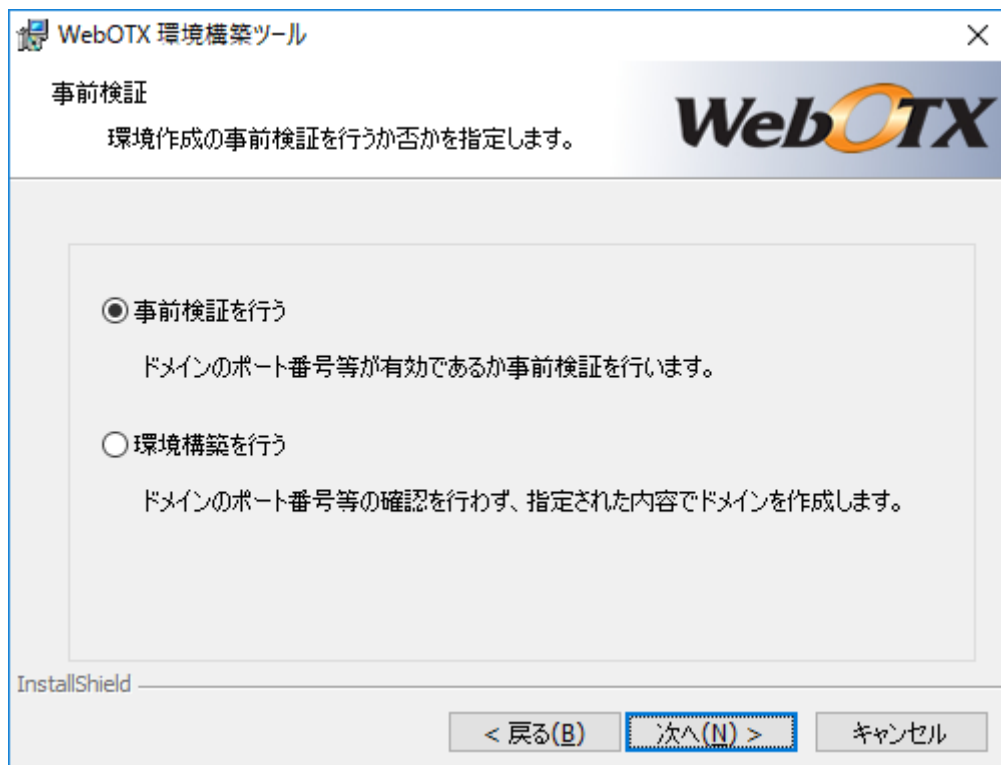 WebOTX 環境構築ツール
事前検証
環境作成の事前検証を行うか否かを指定します。
WebOTX
事前検証を行う
ドメインのポート番号等が有効であるか事前検証を行います。
環境構築を行う
ドメインのポート番号等の確認を行わず、指定された内容でドメインを作成します。
InstallShield
< 戻る(B)
次へ(N) >
キャンセル